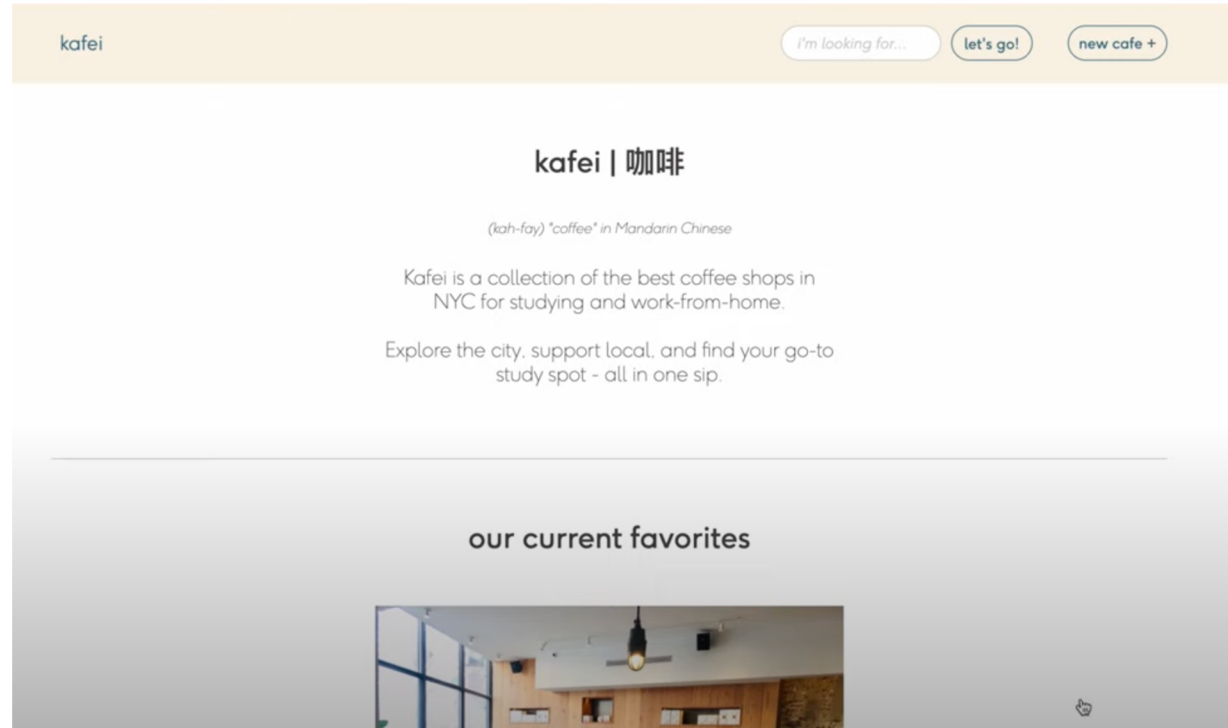 kafei
i'm looking for...
let's go!
new cafe +
kafei | 咖啡
(kah-fay) "coffee" in Mandarin Chinese
Kafei is a collection of the best coffee shops in
NYC for studying and work-from-home.
Explore the city, support local, and find your go-to
study spot - all in one sip.
our current favorites